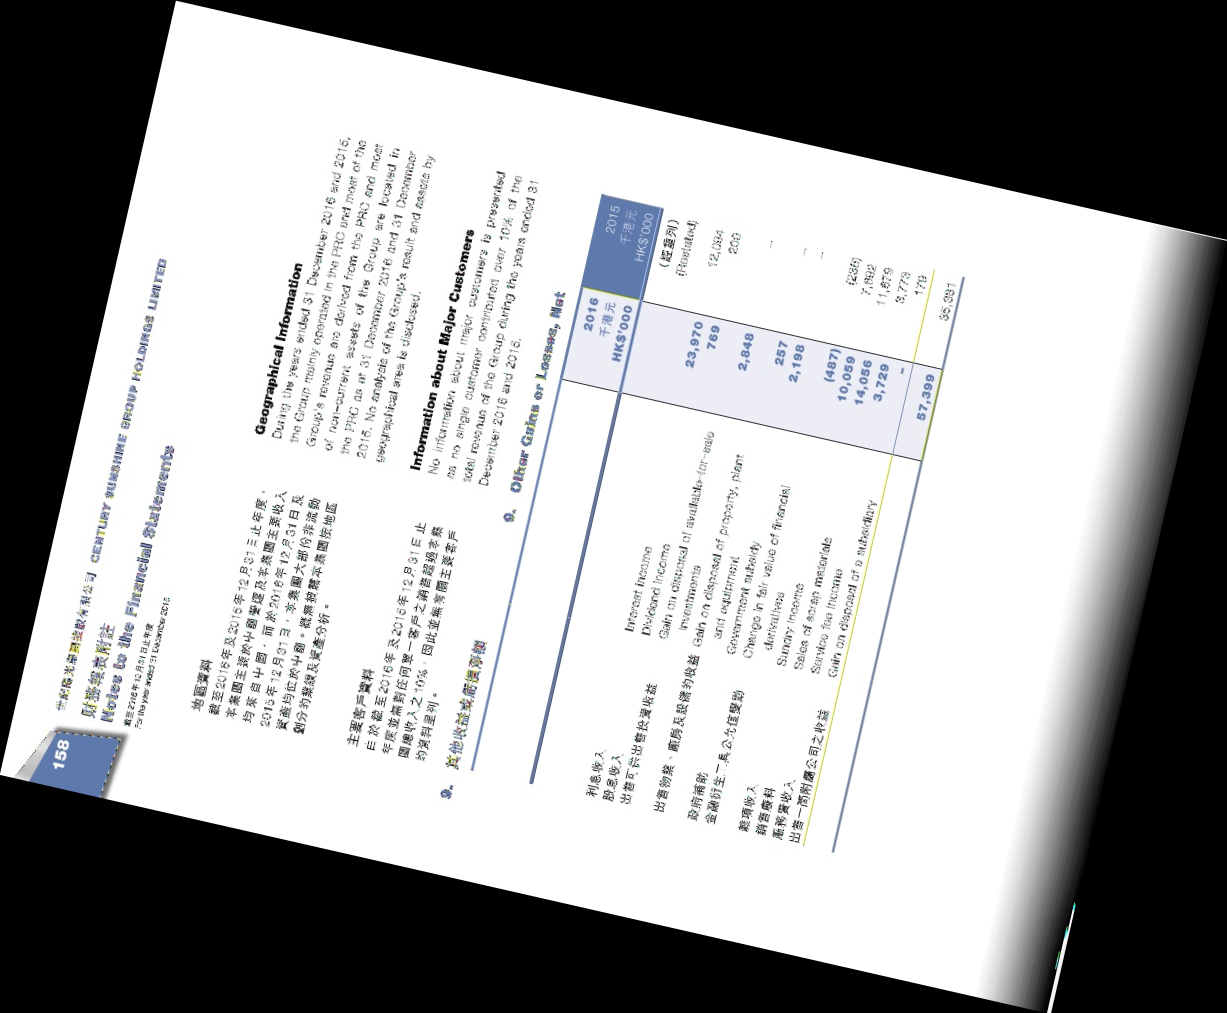 158
世紀陽光集團控股有限公司 CENTURY SUNSHINE GROUP HOLDINGS LIMITED
財務報表附註
Notes to the Financial Statements
截至2016年12月31日止年度
For the year ended 31 December 2016
地區資料
截至2016年及2015年12月31日止年度，
本集團主要於中國營運及本集團主要收入
均來自中國，而於2016年12月31日及
2015年12月31日，本集團大部份非流動
資產均位於中國。概無披露本集團按地區
劃分的業績及資產分析。
Geographical Information
During the years ended 31 December 2016 and 2015,
the Group mainly operated in the PRC and most of the
Group's revenue are derived from the PRC and most
of non-current assets of the Group are located in
the PRC as at 31 December 2016 and 31 December
2015. No analysis of the Group's result and assets by
geographical area is disclosed.
主要客戶資料
由於截至2016年及2015年12月31日止
年度並無對任何單一客戶之銷售超過本集
團總收入之10%，因此並無有關主要客戶
的資料呈列。
Information about Major Customers
No information about major customers is presented
as no single customer contributed over 10% of the
total revenue of the Group during the years ended 31
December 2016 and 2015.
9. 其他收益或虧損淨額
9. Other Gains or Losses, Net
2016 2015
千港元 千港元
HK$'000 HK$'000
(經重列)
(Restated)
利息收入 Interest income 23,970 12,094
股息收入 Dividend income 769 200
出售可供出售投資收益 Gain on disposal of available-for-sale
investments 2,848 –
出售物業、廠房及設備的收益 Gain on disposal of property, plant
and equipment 257 –
政府補助 Government subsidy 2,198 –
金融衍生工具公允值變動 Change in fair value of financial
derivatives (487) (236)
雜項收入 Sundry income 10,059 7,692
銷售廢料 Sales of scrap materials 14,056 11,679
服務費收入 Service fee income 3,729 3,773
出售一間附屬公司之收益 Gain on disposal of a subsidiary – 179
57,399 35,381